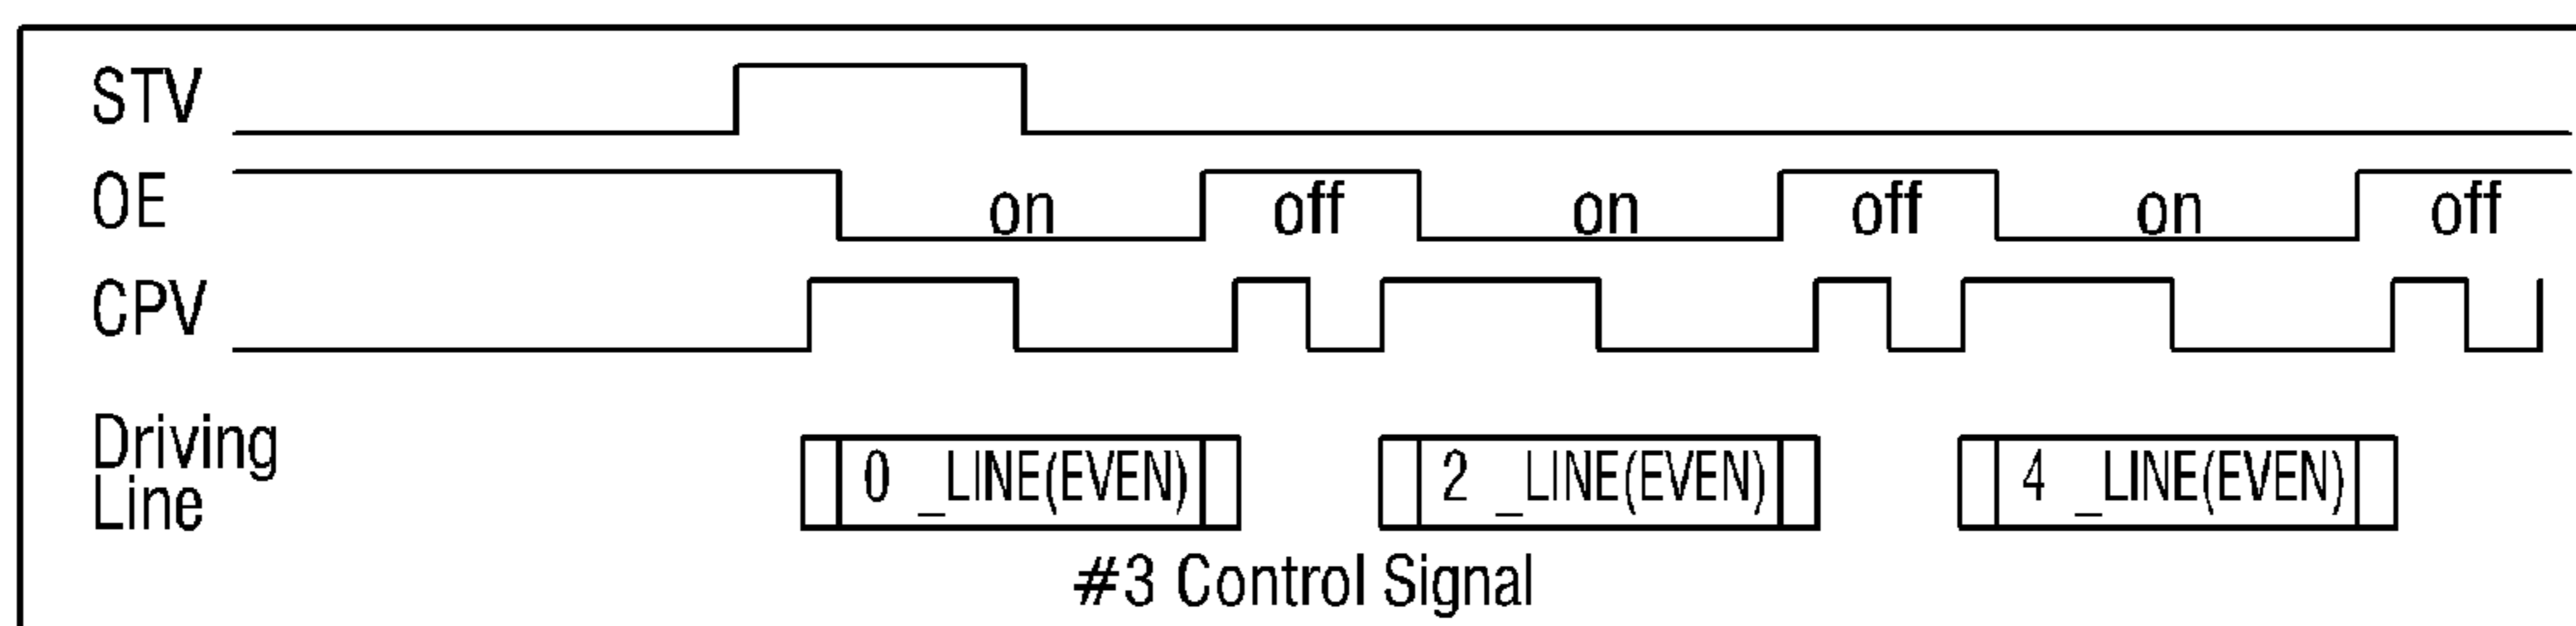 STV
OE on off on off on off
CPV
Driving
Line
0 _LINE(EVEN) 2 _LINE(EVEN) 4 _LINE(EVEN)
#3 Control Signal